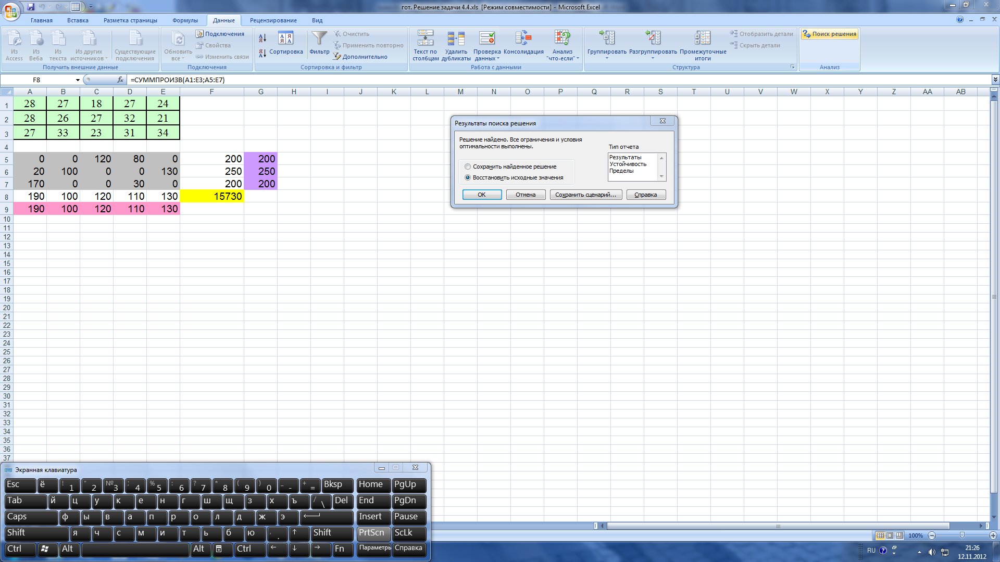 гот. Решение задачи 4.4.xls [Режим совместимости] - Microsoft Excel
Главная Вставка Разметка страницы Формулы Данные Рецензирование Вид
Из Access
Из Веба
Из текста
Из других источников
Существующие подключения
Получить внешние данные
Обновить все
Подключения
Свойства
Изменить связи
Подключения
Сортировка
Фильтр
Очистить
Применить повторно
Дополнительно
Сортировка и фильтр
Текст по столбцам
Удалить дубликаты
Проверка данных
Консолидация
Анализ "что-если"
Работа с данными
Группировать
Разгруппировать
Промежуточные итоги
Отобразить детали
Скрыть детали
Структура
Поиск решения
Анализ
F8 fx =СУММПРОИЗВ(A1:E3;A5:E7)
A B C D E F G H I J K L M N O P Q R S T U V W X Y Z AA AB
1 28 27 18 27 24
2 28 26 27 32 21
3 27 33 23 31 34
4
5 0 0 120 80 0 200 200
6 20 100 0 0 130 250 250
7 170 0 0 30 0 200 200
8 190 100 120 110 130 15730
9 190 100 120 110 130
10
11
12
13
14
15
16
17
18
19
20
21
22
23
24
25
26
27
28
29
30
31
32
33
34
35
36
37
Результаты поиска решения
Решение найдено. Все ограничения и условия
оптимальности выполнены.
Тип отчета
Результаты
Устойчивость
Пределы
Сохранить найденное решение
Восстановить исходные значения
ОК Отмена Сохранить сценарий... Справка
Экранная клавиатура
Esc ё ! 1 " 2 № 3 ; 4 % 5 : 6 ? 7 * 8 ( 9 ) 0 _ - + = Bksp Home PgUp
Tab й ц у к е н г ш щ з х ъ / \ Del End PgDn
Caps ф ы в а п р о л д ж э Insert Pause
Shift я ч с м и т ь б ю , . ↑ Shift PrtScn ScLk
Ctrl Alt Alt Ctrl ← ↓ → Fn Параметры Справка
100%
RU
21:26
12.11.2012